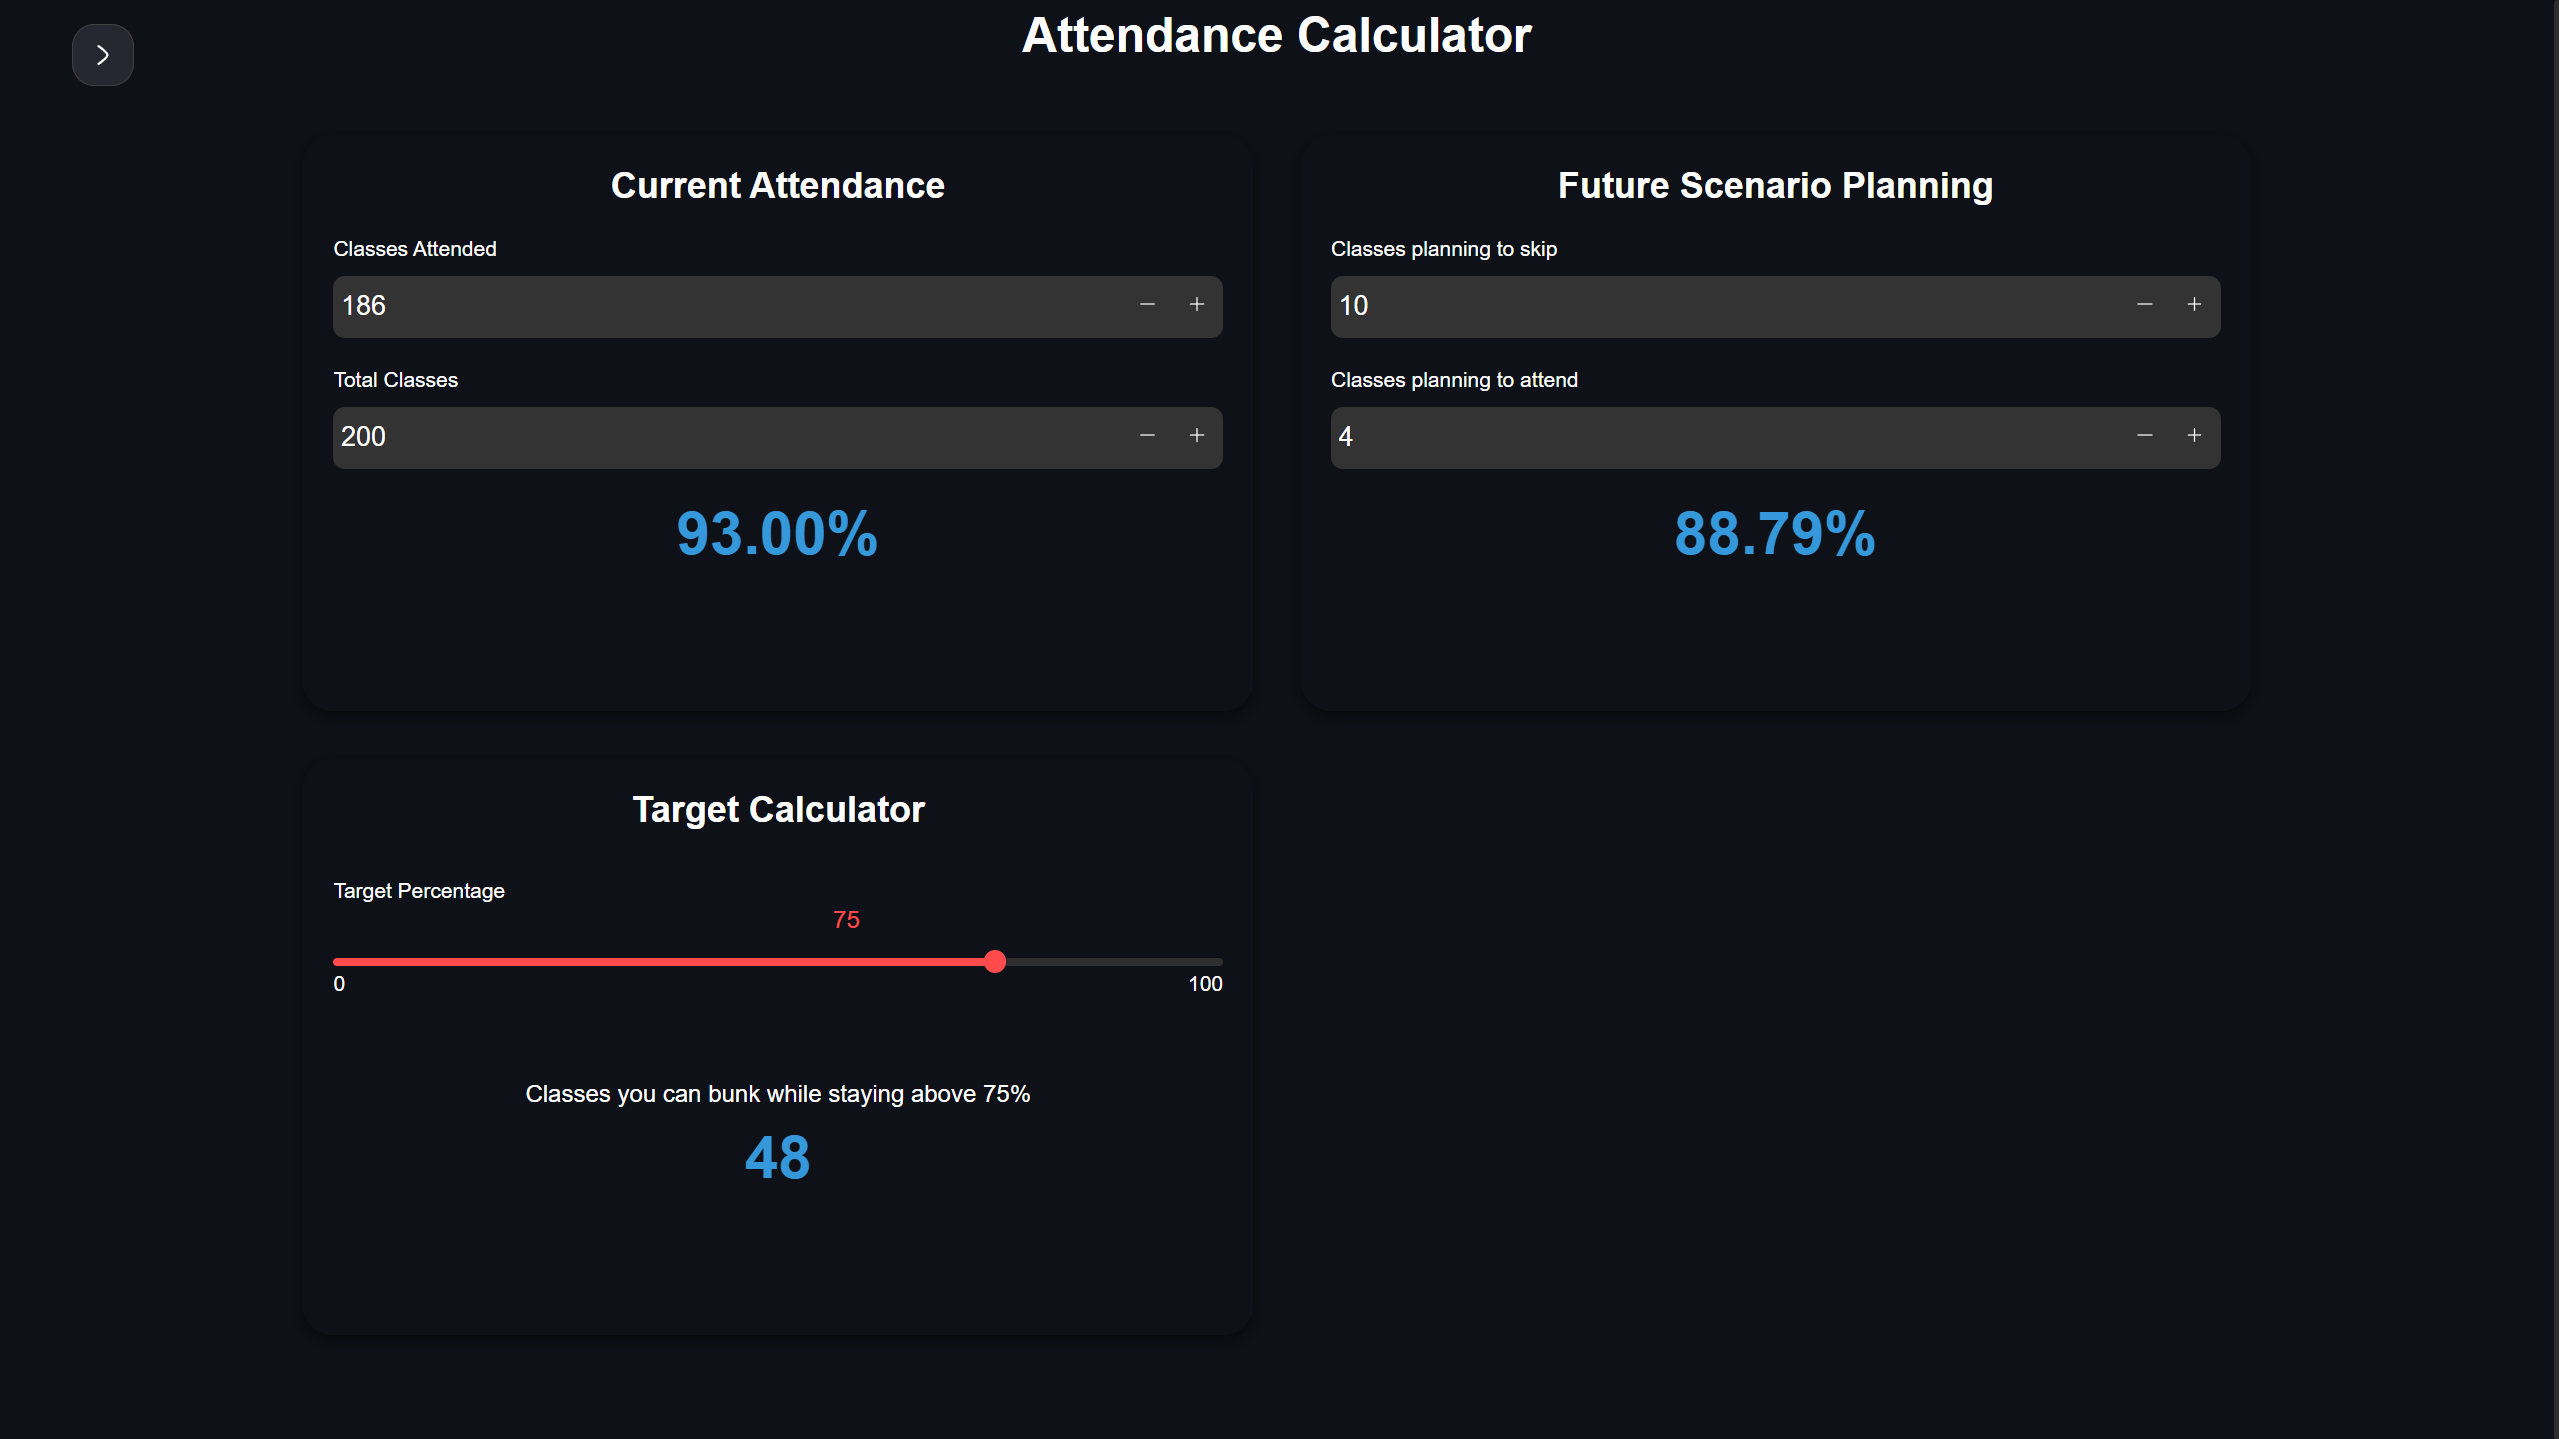 Attendance Calculator
Current Attendance
Classes Attended
186
Total Classes
200
93.00%
Future Scenario Planning
Classes planning to skip
10
Classes planning to attend
4
88.79%
Target Calculator
Target Percentage
75
0 100
Classes you can bunk while staying above 75%
48